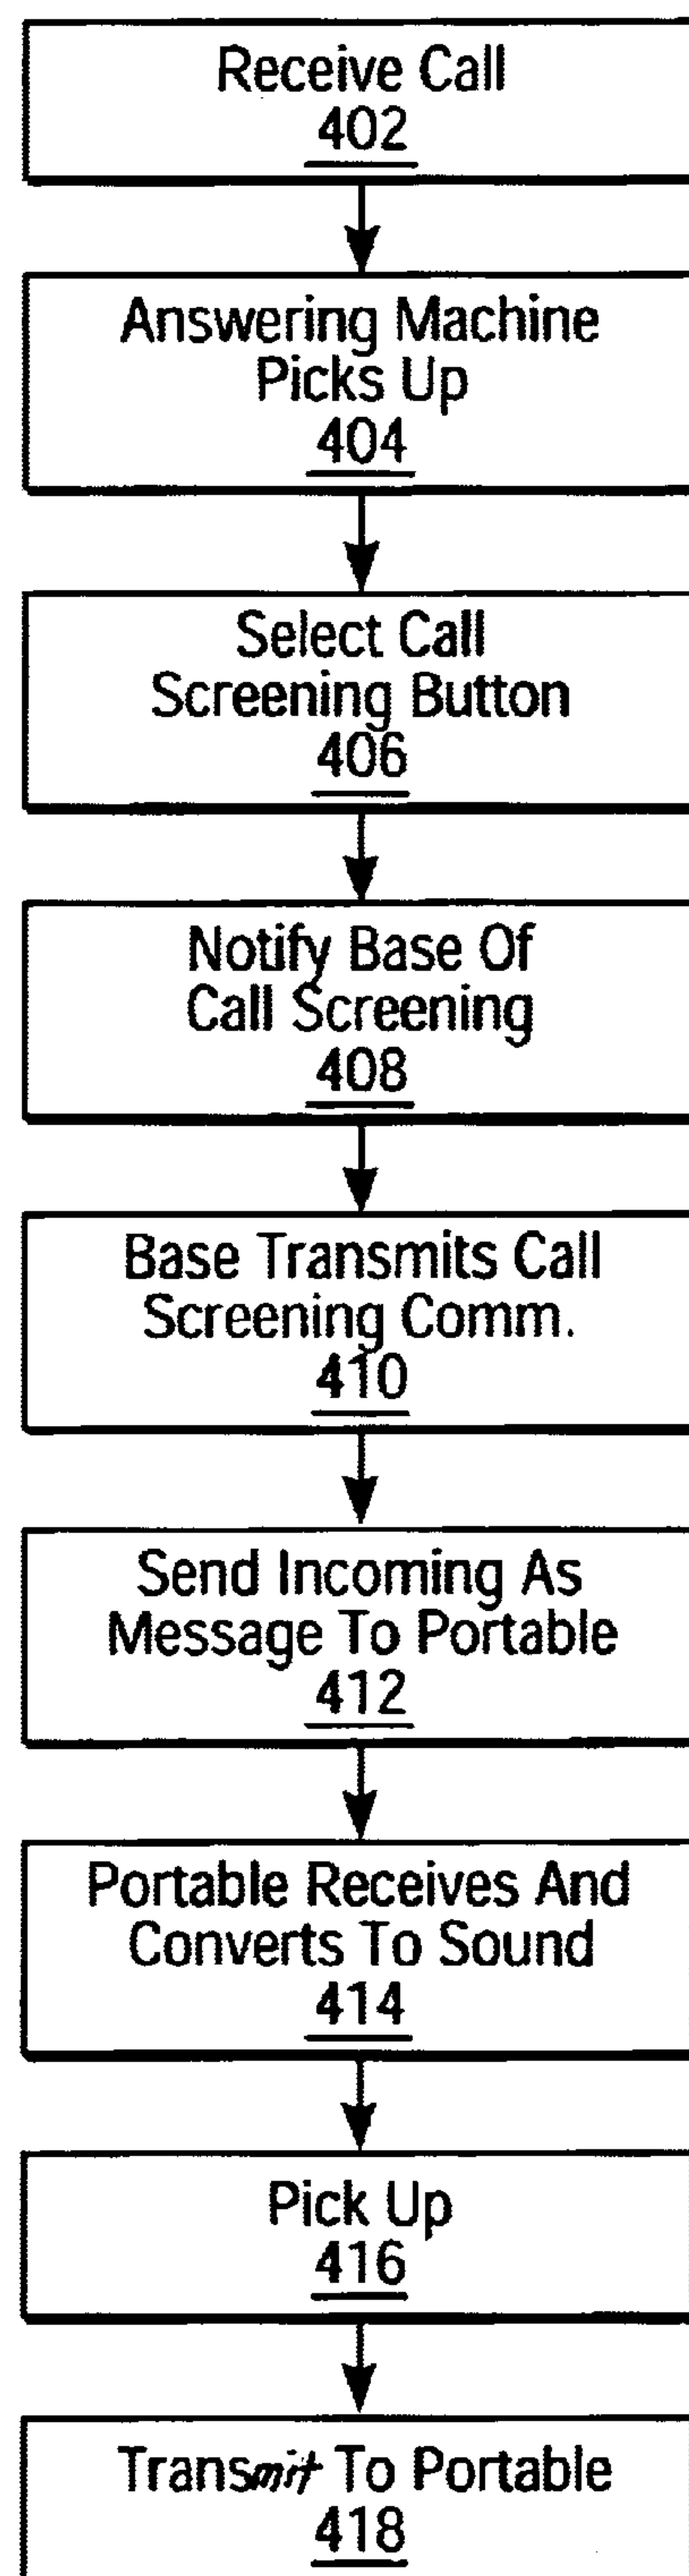 Receive Call
402
Answering Machine
Picks Up
404
Select Call
Screening Button
406
Notify Base Of
Call Screening
408
Base Transmits Call
Screening Comm.
410
Send Incoming As
Message To Portable
412
Portable Receives And
Converts To Sound
414
Pick Up
416
Transmit To Portable
418